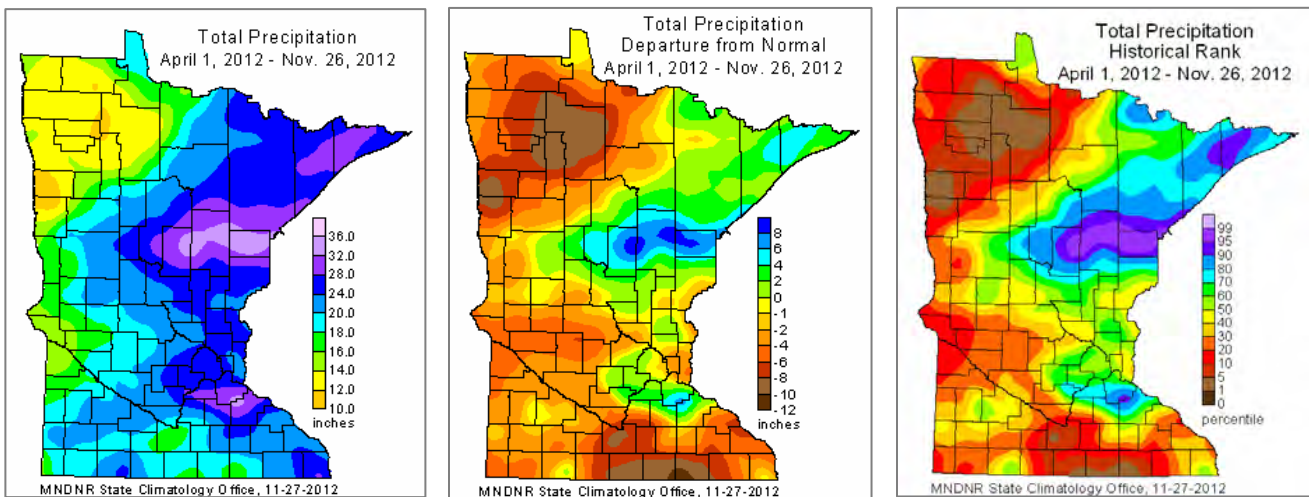 Total Precipitation
April 1, 2012 - Nov. 26, 2012
36.0
32.0
28.0
24.0
20.0
18.0
16.0
14.0
12.0
10.0
inches
MNDNR State Climatology Office, 11-27-2012
Total Precipitation
Departure from Normal
April 1, 2012 - Nov. 26, 2012
8
6
4
2
0
-1
-2
-4
-6
-8
-10
-12
inches
MNDNR State Climatology Office, 11-27-2012
Total Precipitation
Historical Rank
April 1, 2012 - Nov. 26, 2012
99
95
90
80
70
60
50
40
30
20
10
5
1
0
percentile
MNDNR State Climatology Office, 11-27-2012